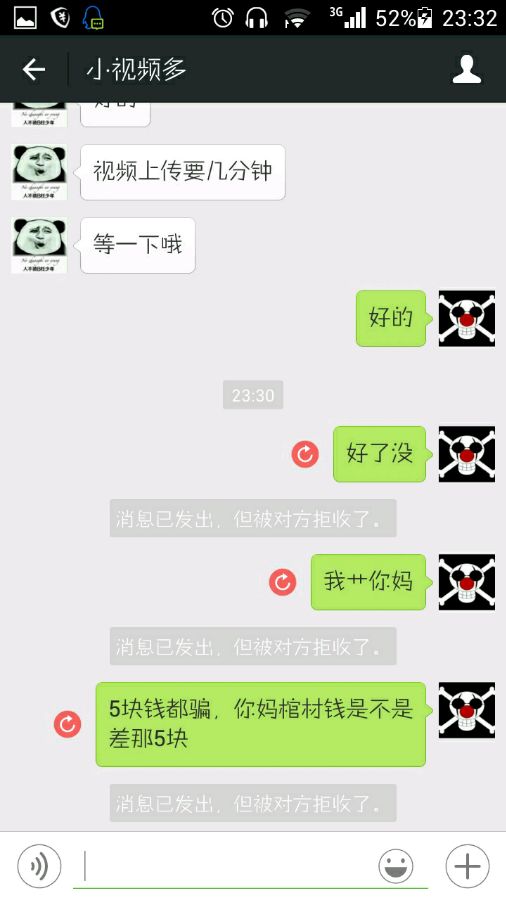 3G 52% 23:32
小视频多
好的
视频上传要几分钟
等一下哦
好的
23:30
好了没
消息已发出，但被对方拒收了。
我艹你妈
消息已发出，但被对方拒收了。
5块钱都骗，你妈棺材钱是不是
差那5块
消息已发出，但被对方拒收了。